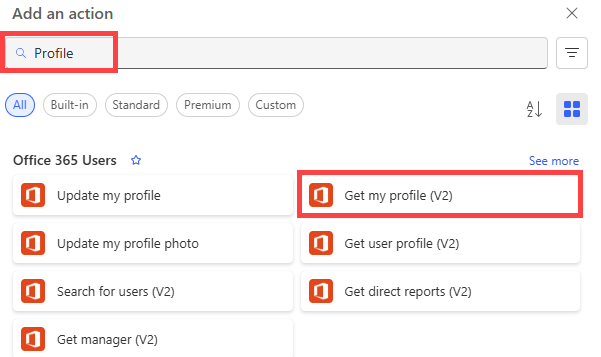 Add an action
Profile
All Built-in Standard Premium Custom
Office 365 Users See more
Update my profile Get my profile (V2)
Update my profile photo Get user profile (V2)
Search for users (V2) Get direct reports (V2)
Get manager (V2)